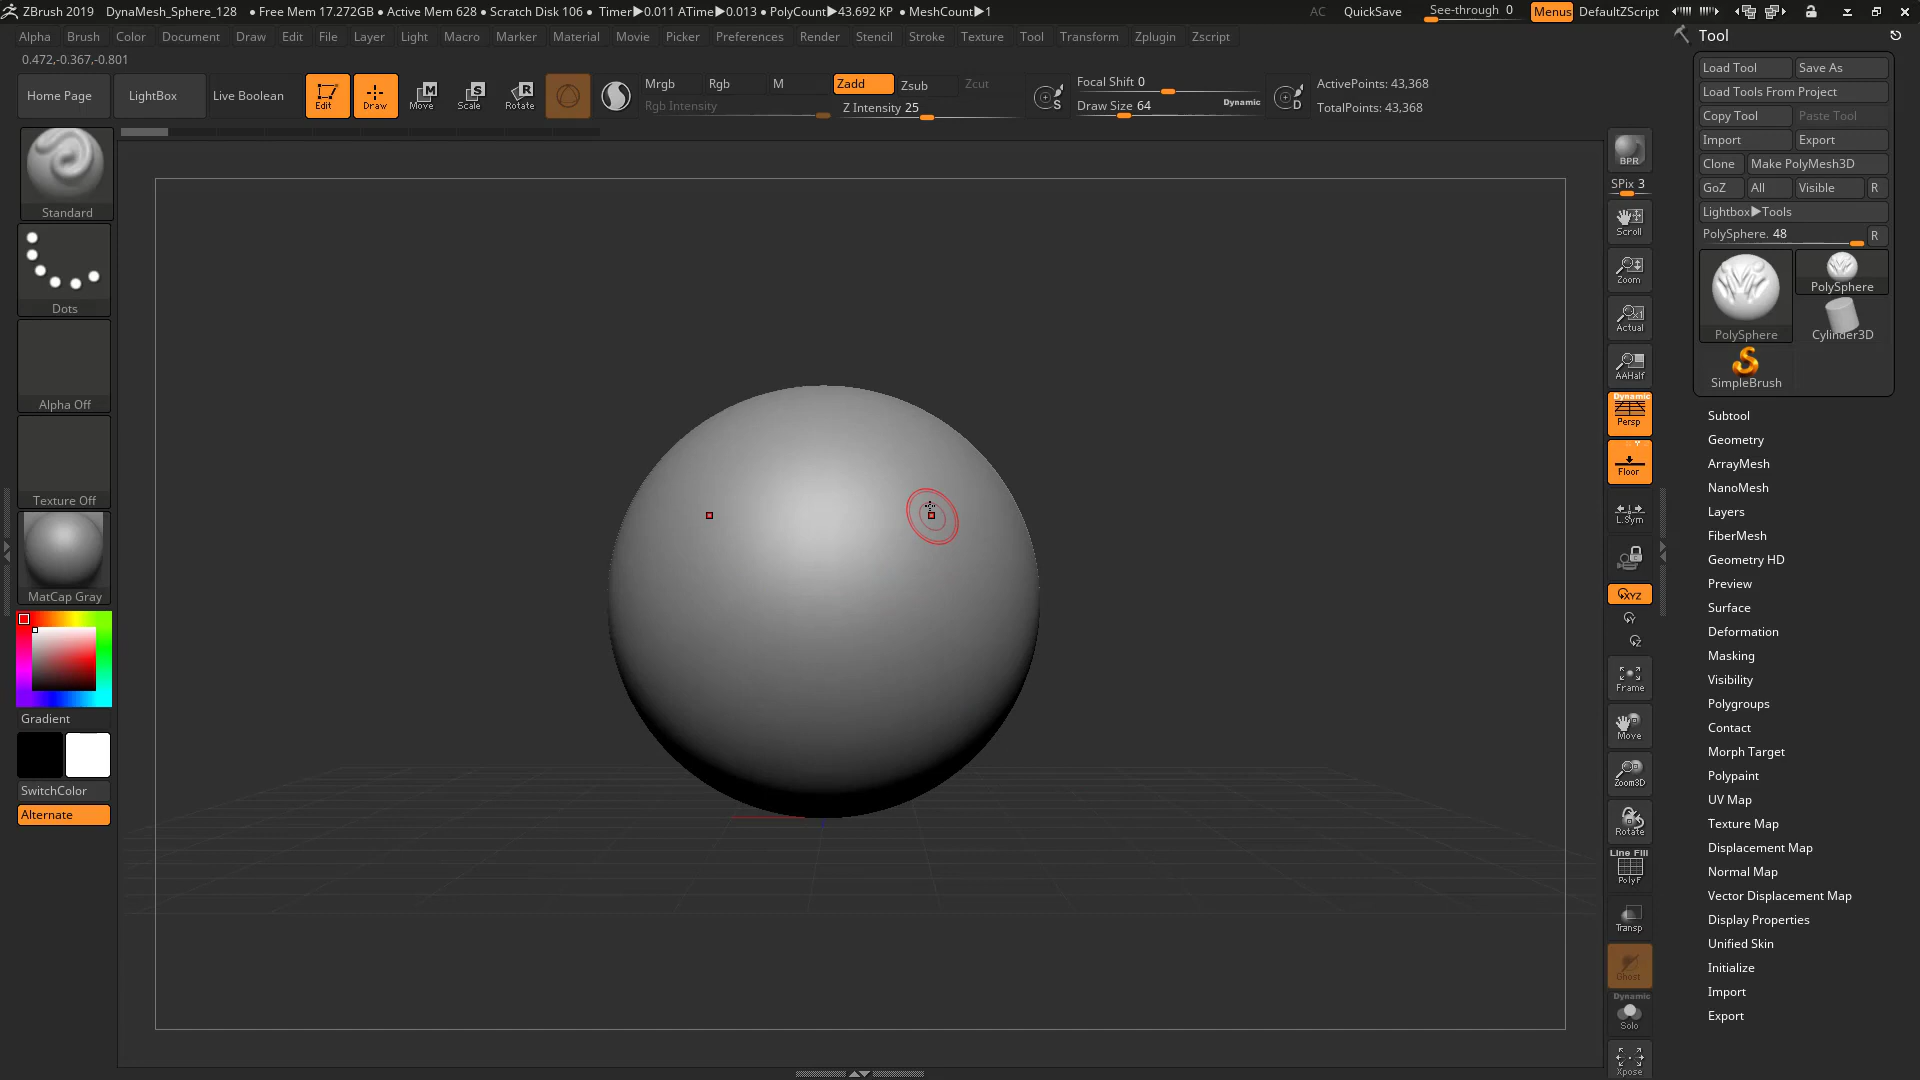 ZBrush 2019 DynaMesh_Sphere_128 • Free Mem 17.272GB • Active Mem 628 • Scratch Disk 106 • Timer▶0.011 ATime▶0.013 • PolyCount▶43.692 KP • MeshCount▶1 AC QuickSave See-through 0 Menus DefaultZScript
Alpha Brush Color Document Draw Edit File Layer Light Macro Marker Material Movie Picker Preferences Render Stencil Stroke Texture Tool Transform Zplugin Zscript
0.472,-0.367,-0.801
Home Page LightBox Live Boolean Edit Draw Move Scale Rotate
M S R
Mrgb Rgb M Zadd Zsub Zcut
Rgb Intensity Z Intensity 25
S
Focal Shift 0
Draw Size 64 Dynamic
D
ActivePoints: 43,368
TotalPoints: 43,368
Standard
Dots
Alpha Off
Texture Off
MatCap Gray
Gradient
SwitchColor
Alternate
BPR
SPix 3
Scroll
Zoom
Actual
AAHalf
Dynamic
Persp
Floor
L.Sym
XYZ
Y
Z
Frame
Move
Zoom3D
Rotate
Line Fill
PolyF
Transp
Ghost
Dynamic
Solo
Xpose
Tool
Load Tool Save As
Load Tools From Project
Copy Tool Paste Tool
Import Export
Clone Make PolyMesh3D
GoZ All Visible R
Lightbox▶Tools
PolySphere. 48 R
PolySphere PolySphere
Cylinder3D
SimpleBrush
Subtool
Geometry
ArrayMesh
NanoMesh
Layers
FiberMesh
Geometry HD
Preview
Surface
Deformation
Masking
Visibility
Polygroups
Contact
Morph Target
Polypaint
UV Map
Texture Map
Displacement Map
Normal Map
Vector Displacement Map
Display Properties
Unified Skin
Initialize
Import
Export